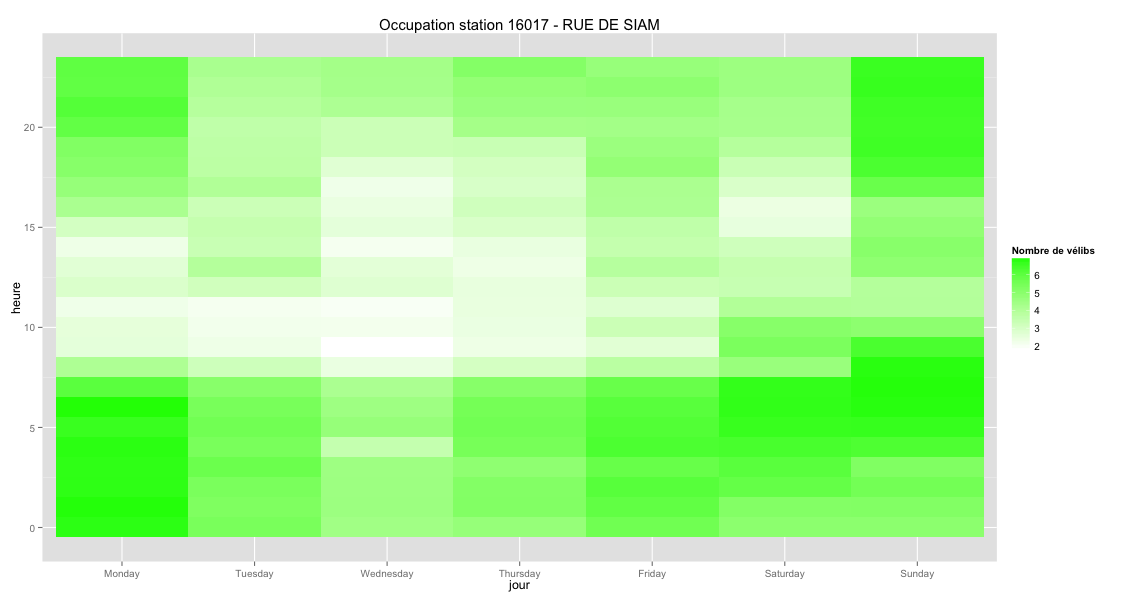 Occupation station 16017 - RUE DE SIAM
heure
20
15
10
5
0
Monday Tuesday Wednesday Thursday Friday Saturday Sunday
jour
Nombre de vélibs
6
5
4
3
2